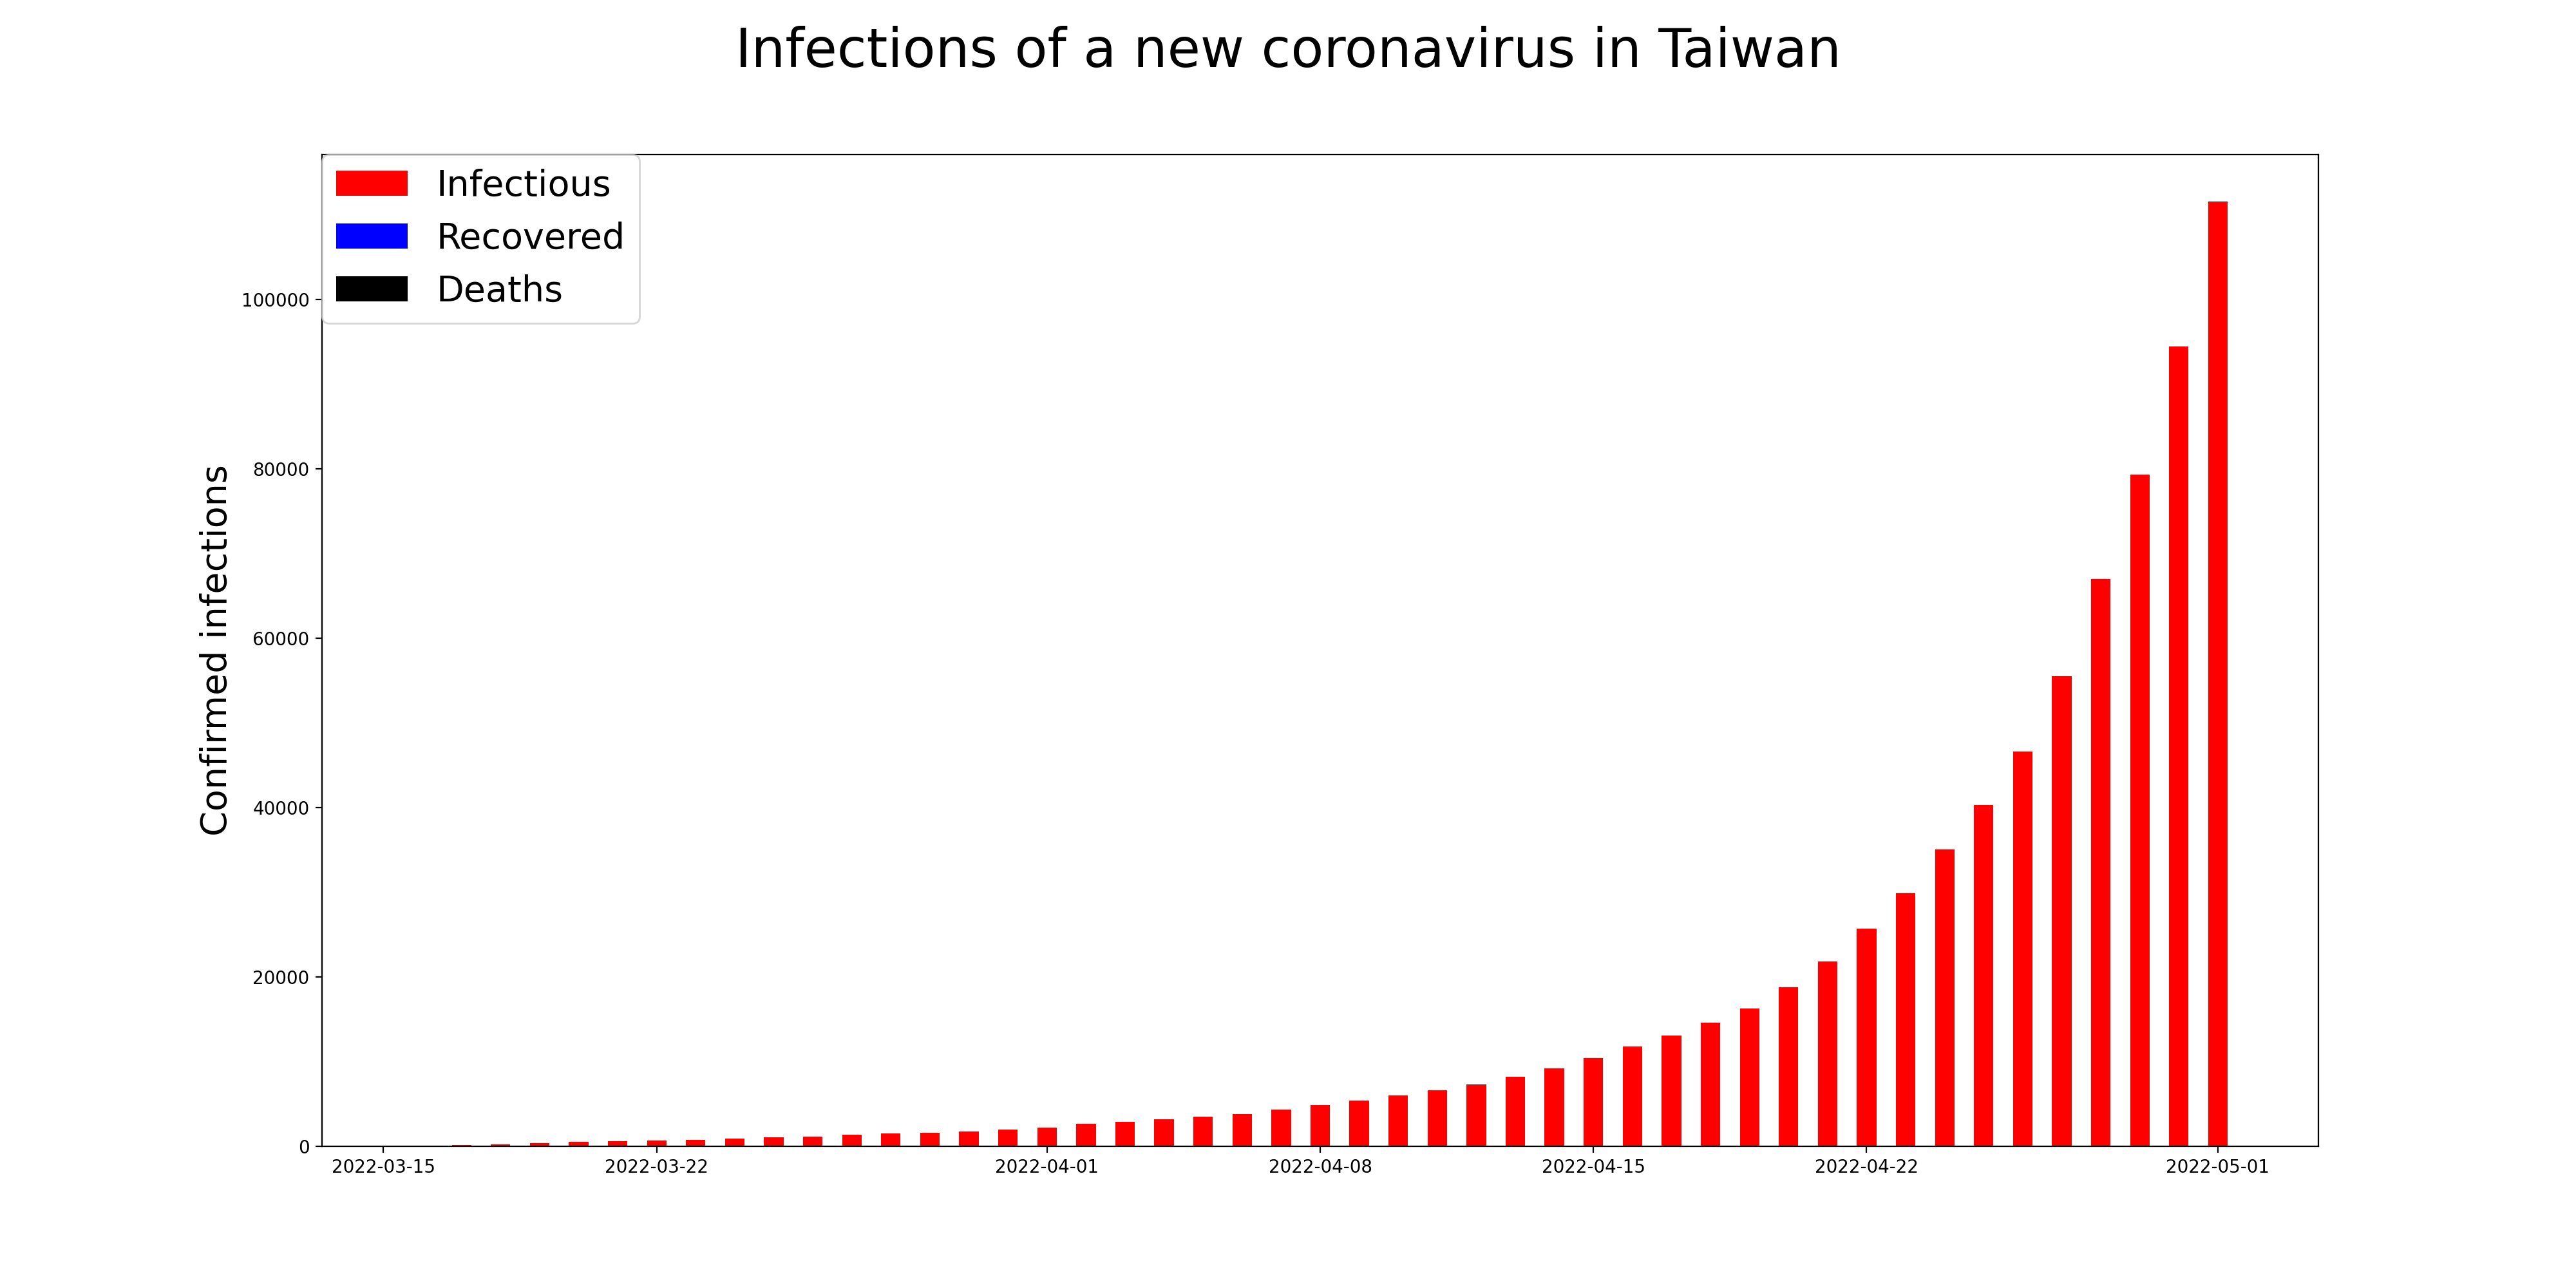 Infections of a new coronavirus in Taiwan
Infectious
Recovered
Deaths
Confirmed infections
100000
80000
60000
40000
20000
0
2022-03-15 2022-03-22 2022-04-01 2022-04-08 2022-04-15 2022-04-22 2022-05-01